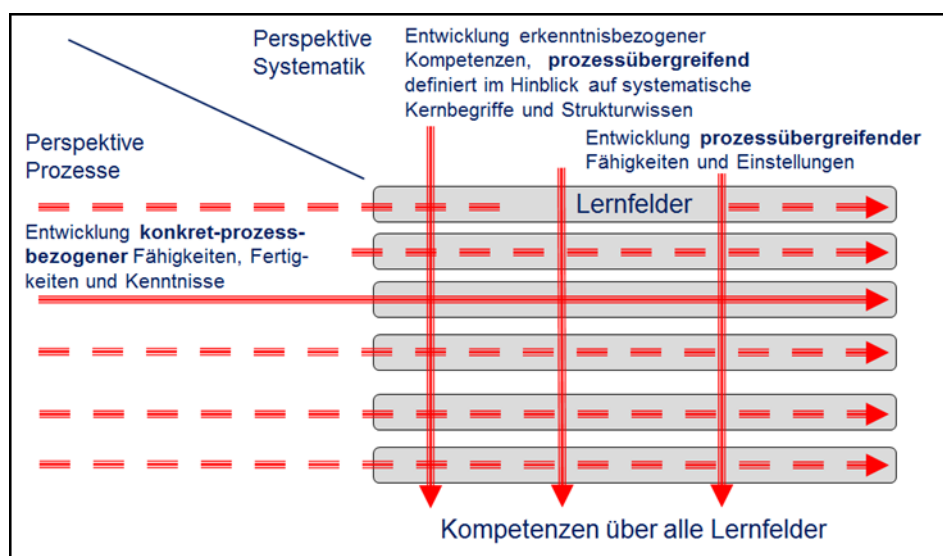 Perspektive
Systematik
Entwicklung erkenntnisbezogener
Kompetenzen, prozessübergreifend
definiert im Hinblick auf systematische
Kernbegriffe und Strukturwissen
Perspektive
Prozesse
Entwicklung prozessübergreifender
Fähigkeiten und Einstellungen
Lernfelder
Entwicklung konkret-prozess-
bezogener Fähigkeiten, Fertig-
keiten und Kenntnisse
Kompetenzen über alle Lernfelder